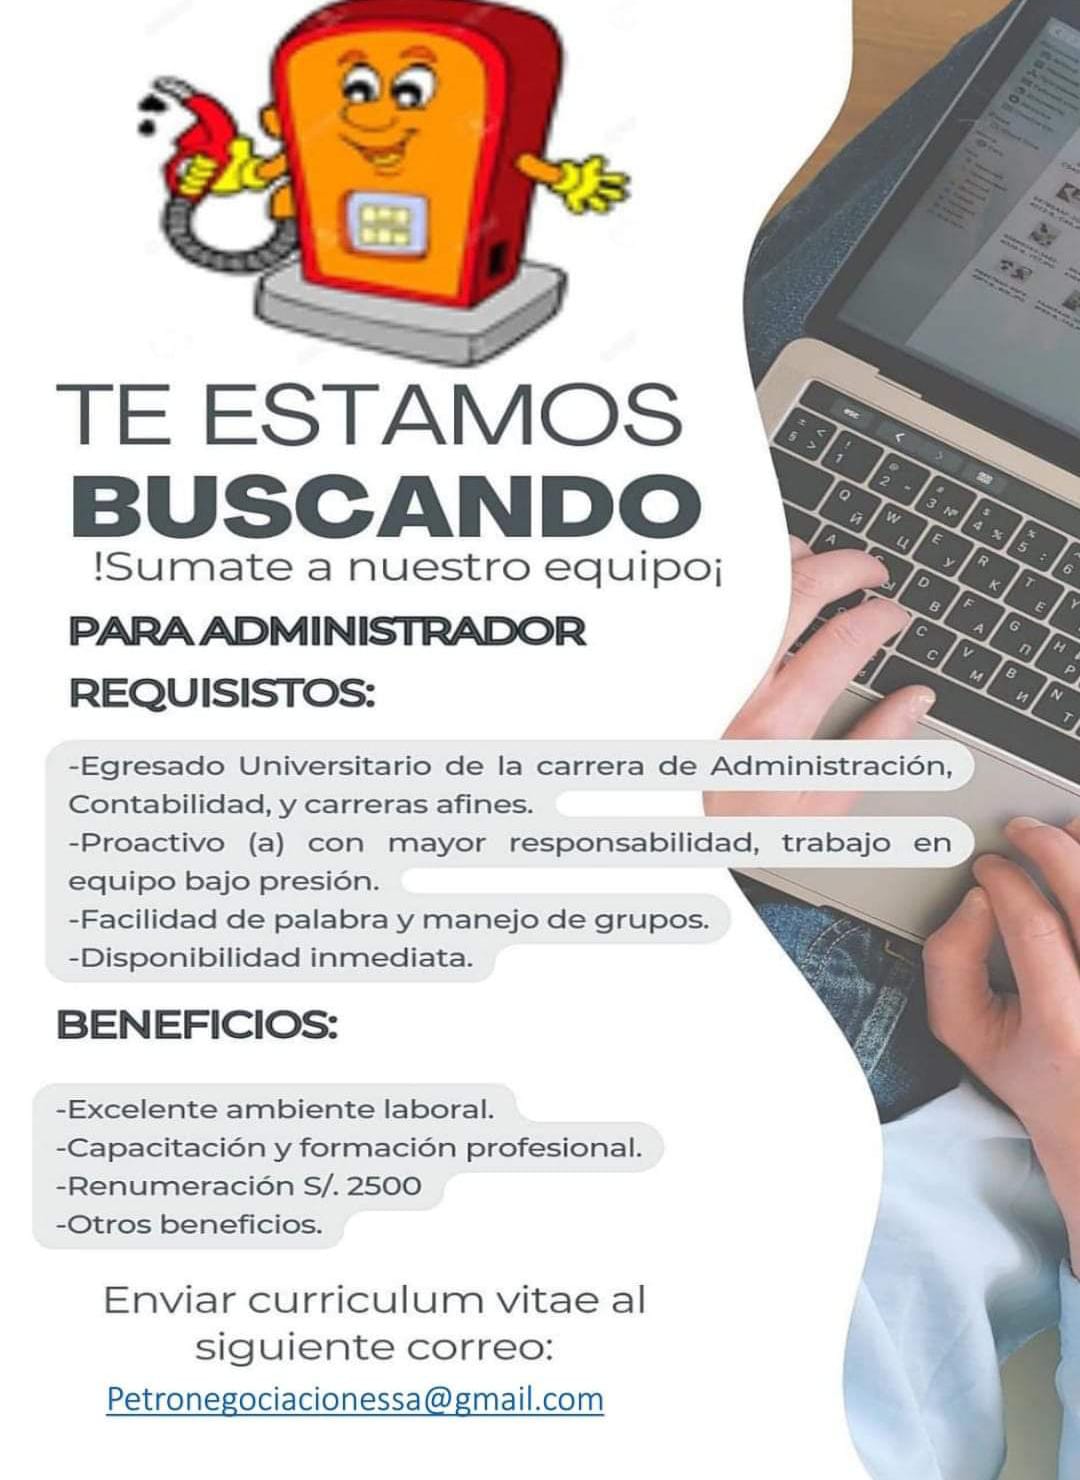 TE ESTAMOS
BUSCANDO
!Sumate a nuestro equipo¡
PARA ADMINISTRADOR
REQUISISTOS:
-Egresado Universitario de la carrera de Administración,
Contabilidad, y carreras afines.
-Proactivo (a) con mayor responsabilidad, trabajo en
equipo bajo presión.
-Facilidad de palabra y manejo de grupos.
-Disponibilidad inmediata.
BENEFICIOS:
-Excelente ambiente laboral.
-Capacitación y formación profesional.
-Renumeración S/. 2500
-Otros beneficios.
Enviar curriculum vitae al
siguiente correo:
Petronegociacionessa@gmail.com